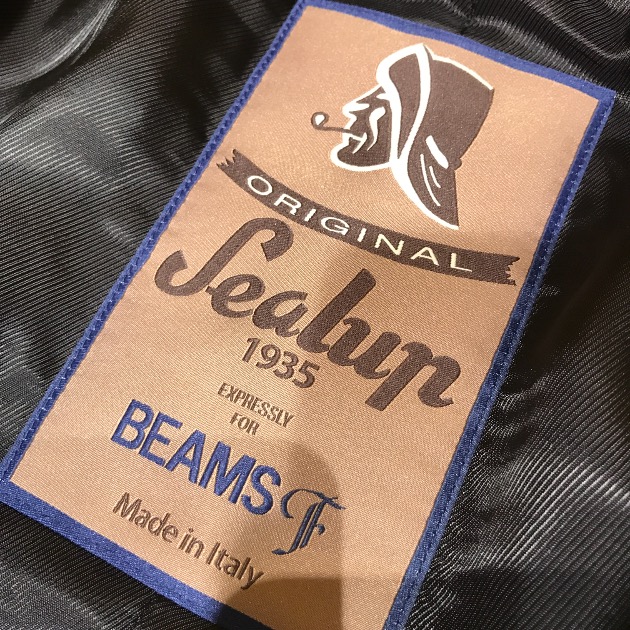 ORIGINAL
Sealup
1935
EXPRESSLY
FOR
BEAMS F
Made in Italy